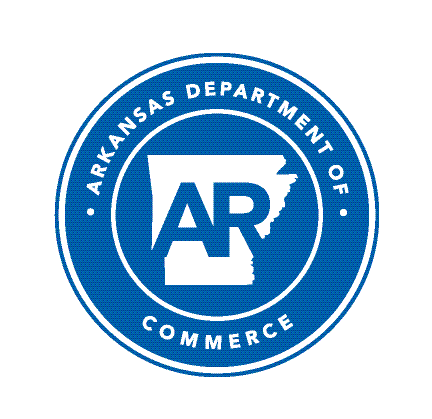 ARKANSAS DEPARTMENT OF
AR
COMMERCE